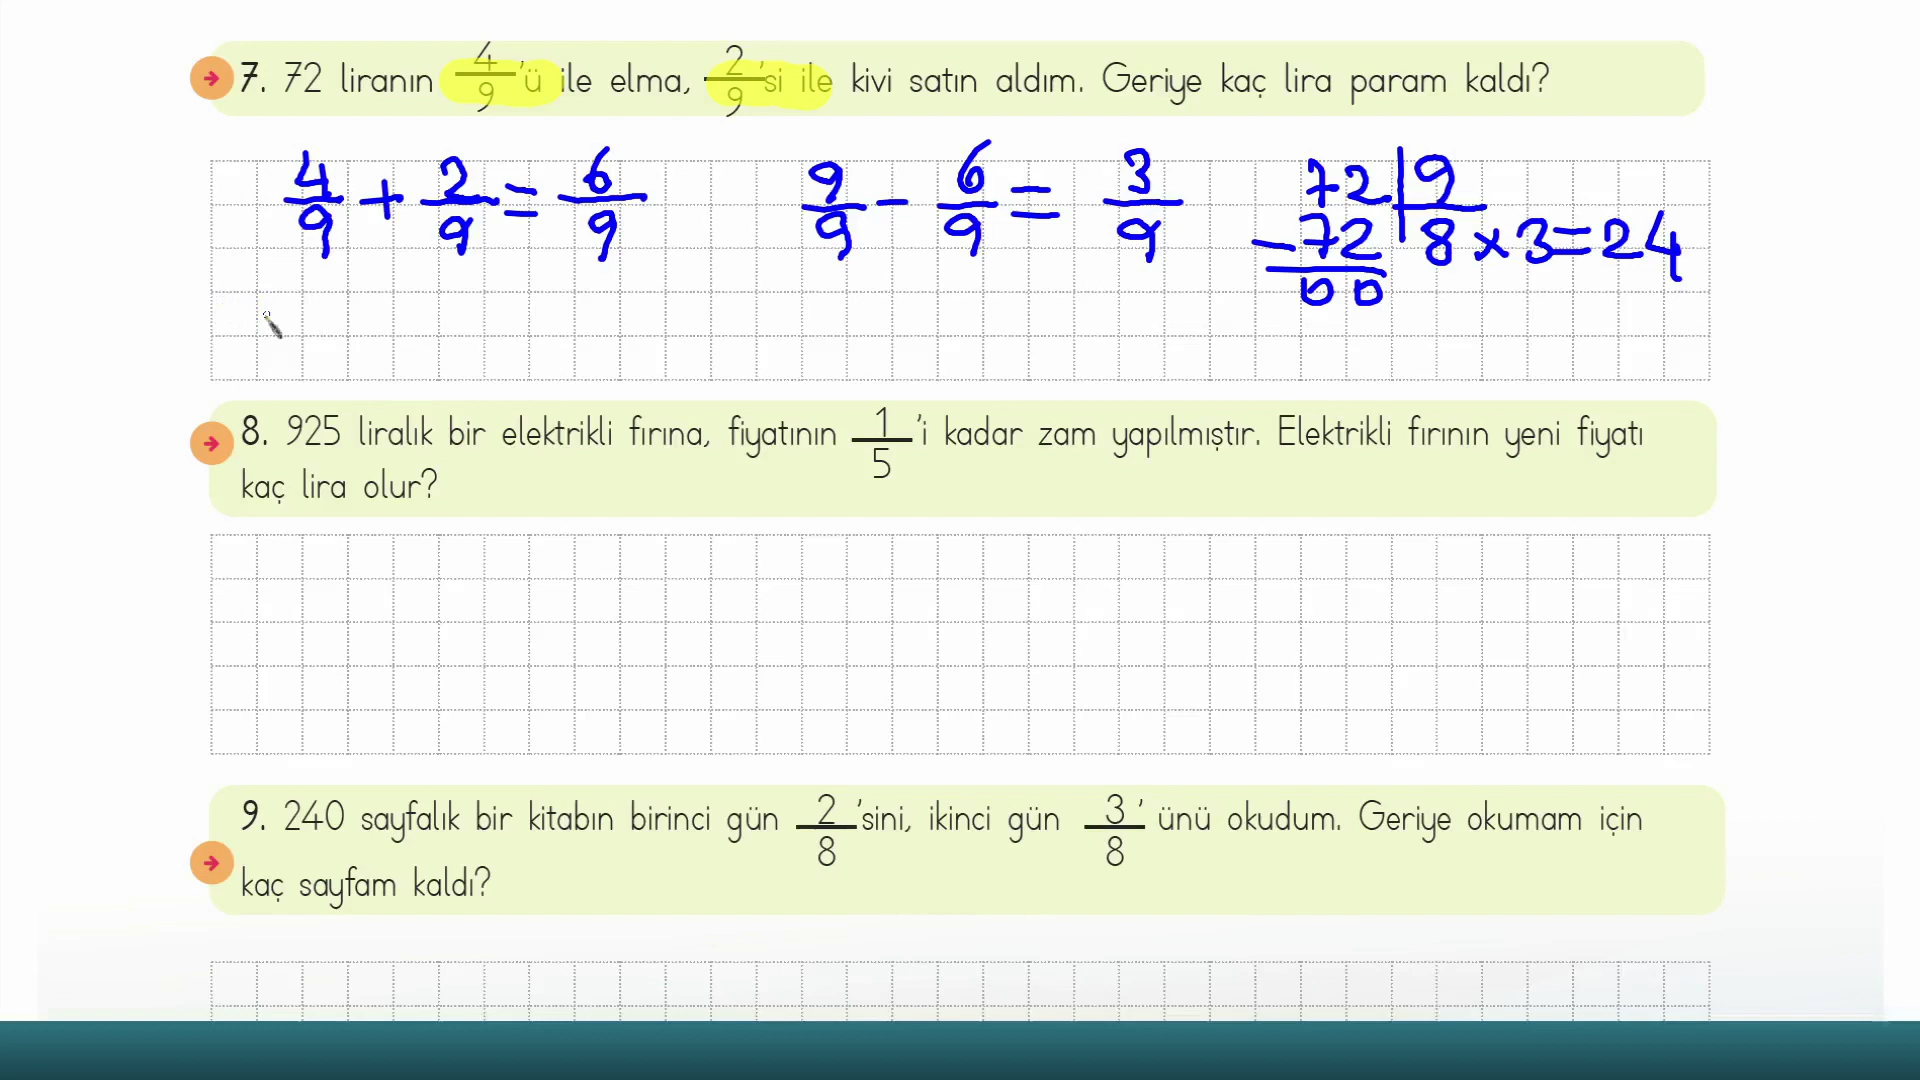 7. 72 liranın 4/9'ü ile elma, 2/9'si ile kivi satın aldım. Geriye kaç lira param kaldı?
4/9 + 2/9 = 6/9
9/9 - 6/9 = 3/9
72 | 9
- 72 8 x 3 = 24
00
8. 925 liralık bir elektrikli fırına, fiyatının 1/5'i kadar zam yapılmıştır. Elektrikli fırının yeni fiyatı
kaç lira olur?
9. 240 sayfalık bir kitabın birinci gün 2/8'sini, ikinci gün 3/8' ünü okudum. Geriye okumam için
kaç sayfam kaldı?